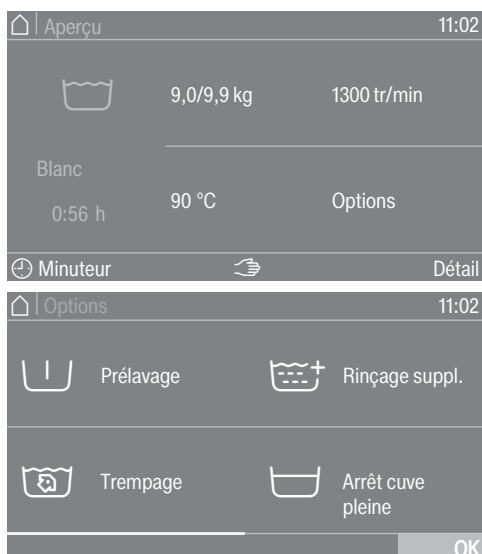 Aperçu 11:02
9,0/9,9 kg 1300 tr/min
Blanc
0:56 h
90 °C Options
Minuteur Détail
Options 11:02
Prélavage Rinçage suppl.
Trempage Arrêt cuve
pleine
OK